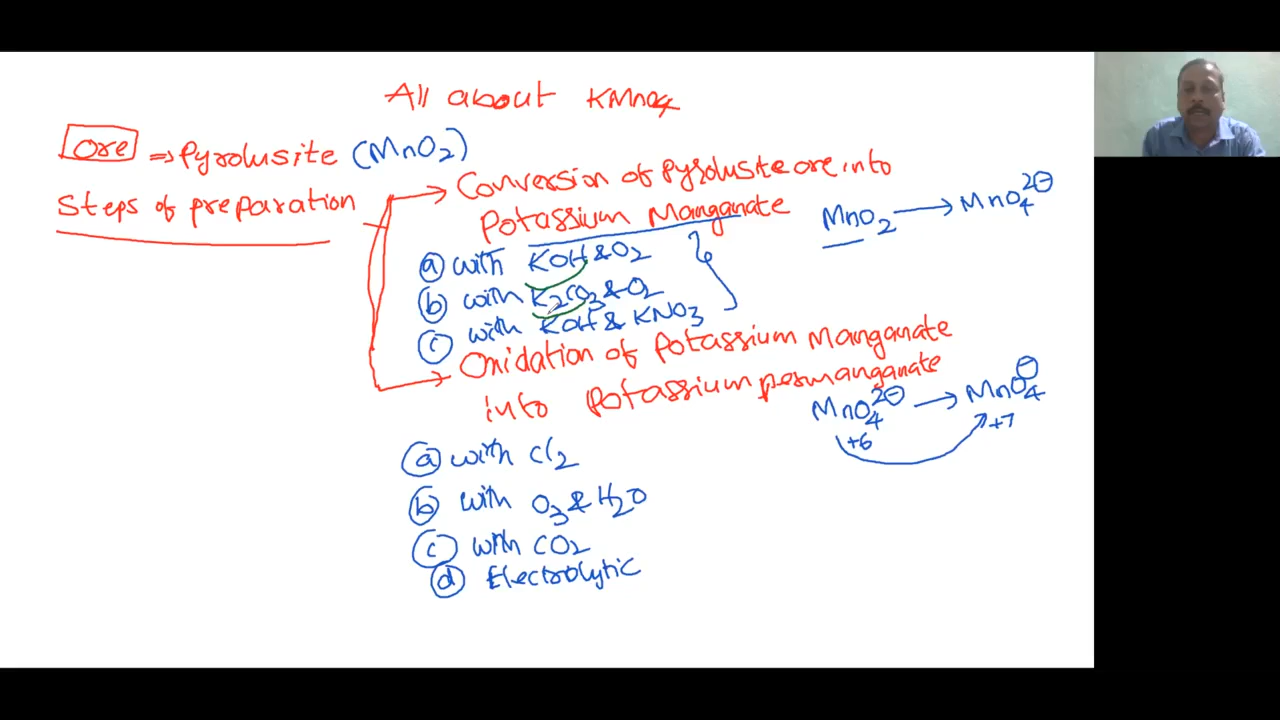 All about KMnO4
Ore ⇒ Pyrolusite (MnO2)
Steps of preparation
Conversion of Pyrolusite ore into
Potassium Manganate
MnO2 → MnO4 2⊖
ⓐ with KOH & O2
ⓑ with K2CO3 & O2
ⓒ with KOH & KNO3
Oxidation of Potassium Manganate
into Potassium permanganate
MnO4 2⊖ → MnO4 ⊖
+6 +7
ⓐ with Cl2
ⓑ with O3 & H2O
ⓒ with CO2
ⓓ Electrolytic